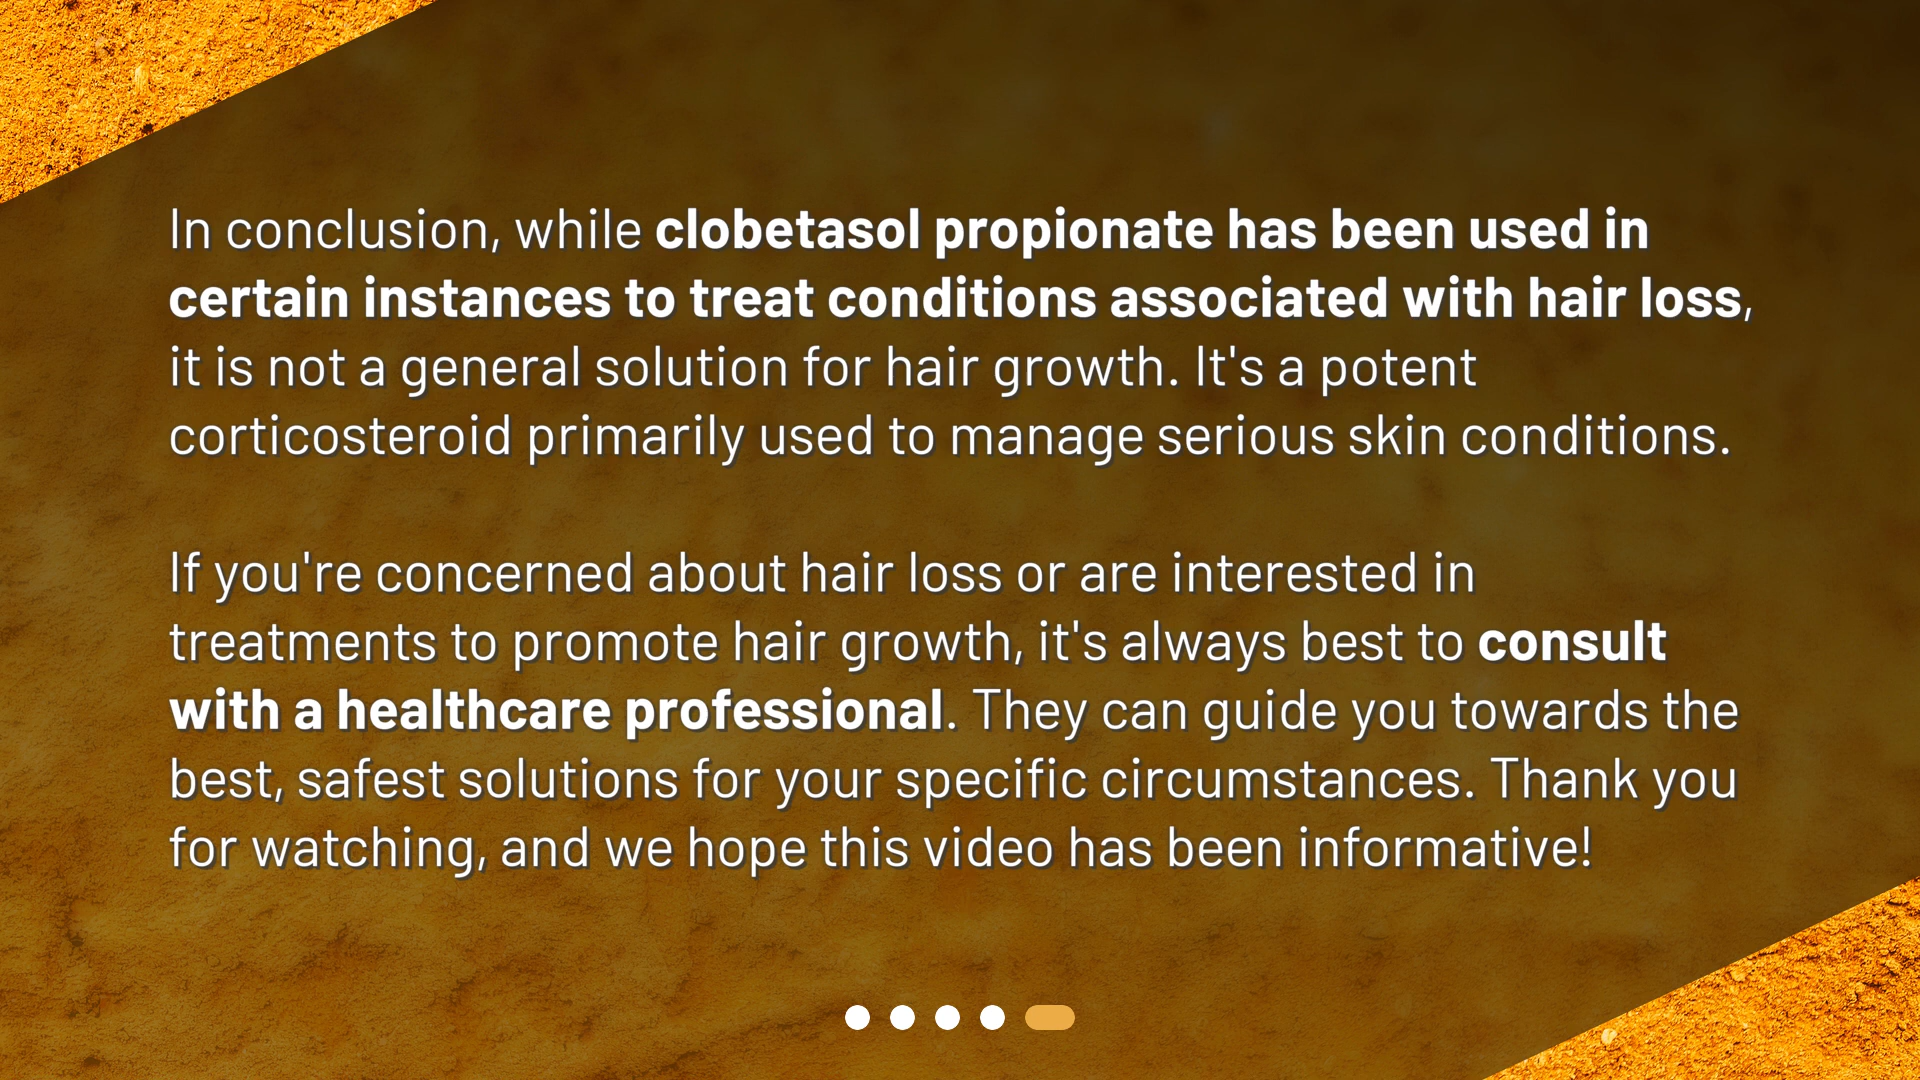 In conclusion, while clobetasol propionate has been used in
certain instances to treat conditions associated with hair loss,
it is not a general solution for hair growth. It's a potent
corticosteroid primarily used to manage serious skin conditions.
If you're concerned about hair loss or are interested in
treatments to promote hair growth, it's always best to consult
with a healthcare professional. They can guide you towards the
best, safest solutions for your specific circumstances. Thank you
for watching, and we hope this video has been informative!